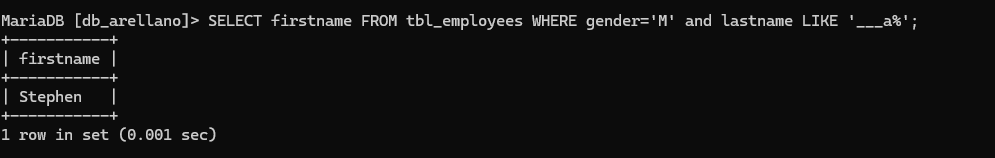 MariaDB [db_arellano]> SELECT firstname FROM tbl_employees WHERE gender='M' and lastname LIKE '___a%';
+-----------+
| firstname |
+-----------+
| Stephen   |
+-----------+
1 row in set (0.001 sec)